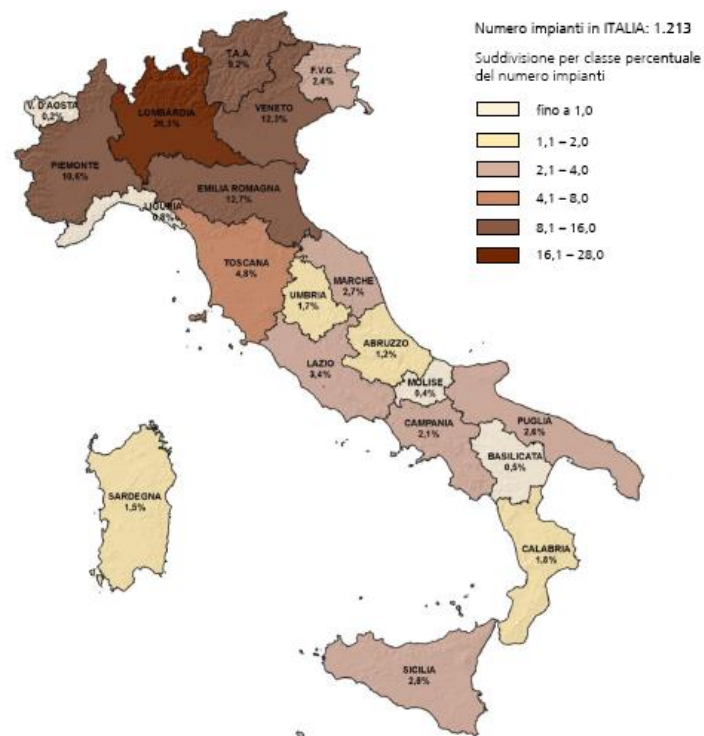 Numero impianti in ITALIA: 1.213
Suddivisione per classe percentuale
del numero impianti
fino a 1,0
1,1 – 2,0
2,1 – 4,0
4,1 – 8,0
8,1 – 16,0
16,1 – 28,0
T.A.A.
9,2%
F.V.G.
2,4%
V. D'AOSTA
0,2%
LOMBARDIA
26,3%
VENETO
12,3%
PIEMONTE
10,6%
EMILIA ROMAGNA
12,7%
LIGURIA
0,8%
TOSCANA
4,8%
MARCHE
2,7%
UMBRIA
1,7%
ABRUZZO
1,2%
LAZIO
3,4%
MOLISE
0,4%
CAMPANIA
2,1%
PUGLIA
2,6%
BASILICATA
0,5%
SARDEGNA
1,5%
CALABRIA
1,8%
SICILIA
2,8%